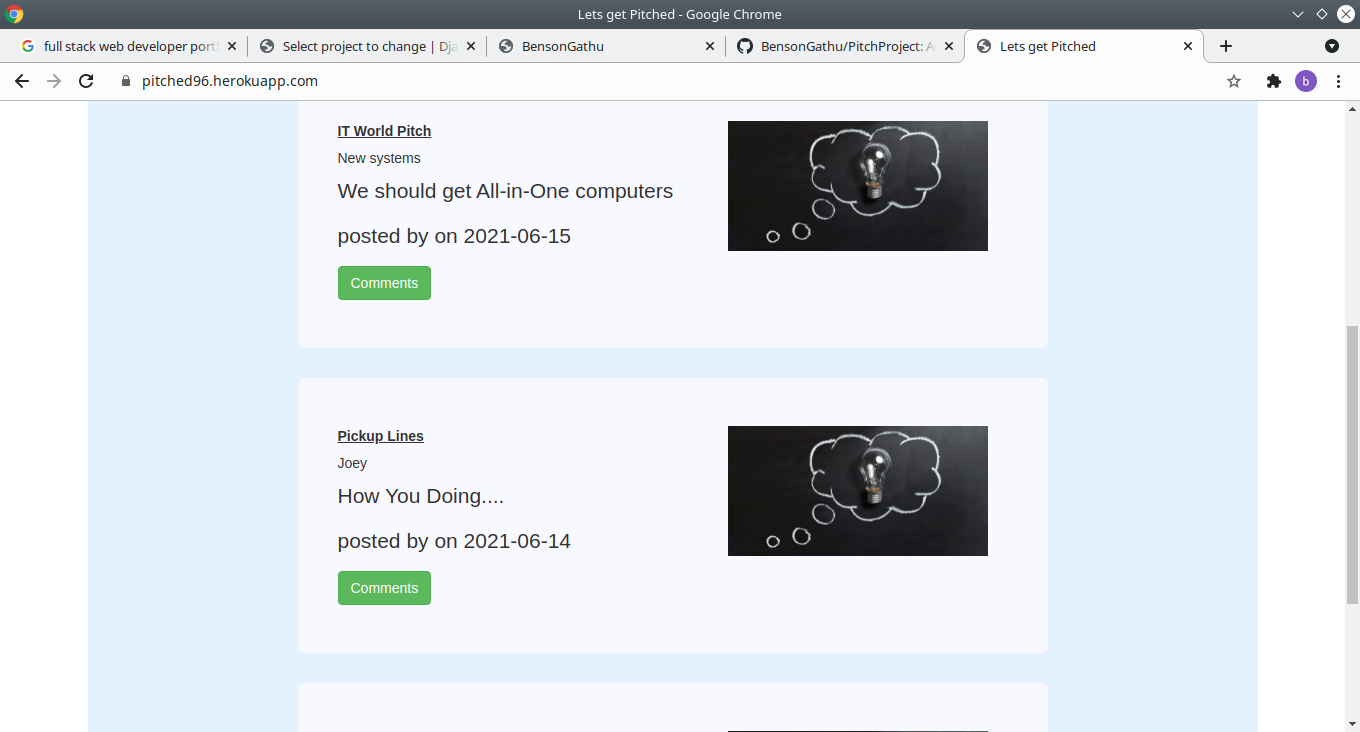 Lets get Pitched - Google Chrome
full stack web developer port
Select project to change | Dja
BensonGathu
BensonGathu/PitchProject: A
Lets get Pitched
pitched96.herokuapp.com
b
IT World Pitch
New systems
We should get All-in-One computers
posted by on 2021-06-15
Comments
Pickup Lines
Joey
How You Doing....
posted by on 2021-06-14
Comments